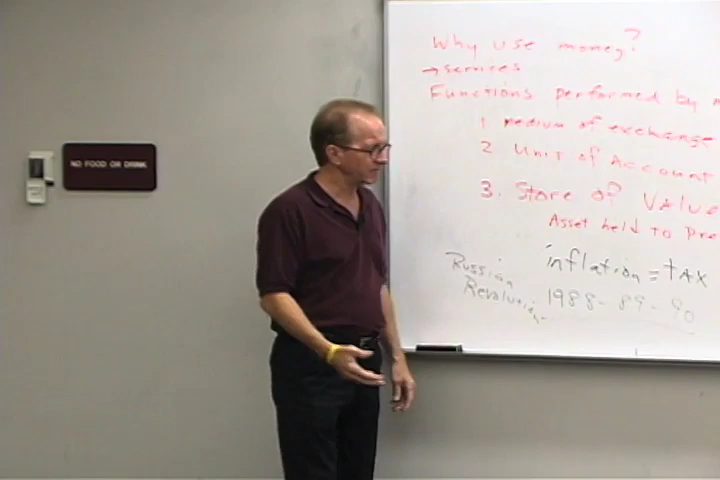 NO FOOD OR DRINK
Why use money?
→services
Functions performed by m
1 medium of exchange
2 Unit of Account
3. Store of Value
Asset held to Pre
inflation = tAX
Russian
Revolution
1988-89-90